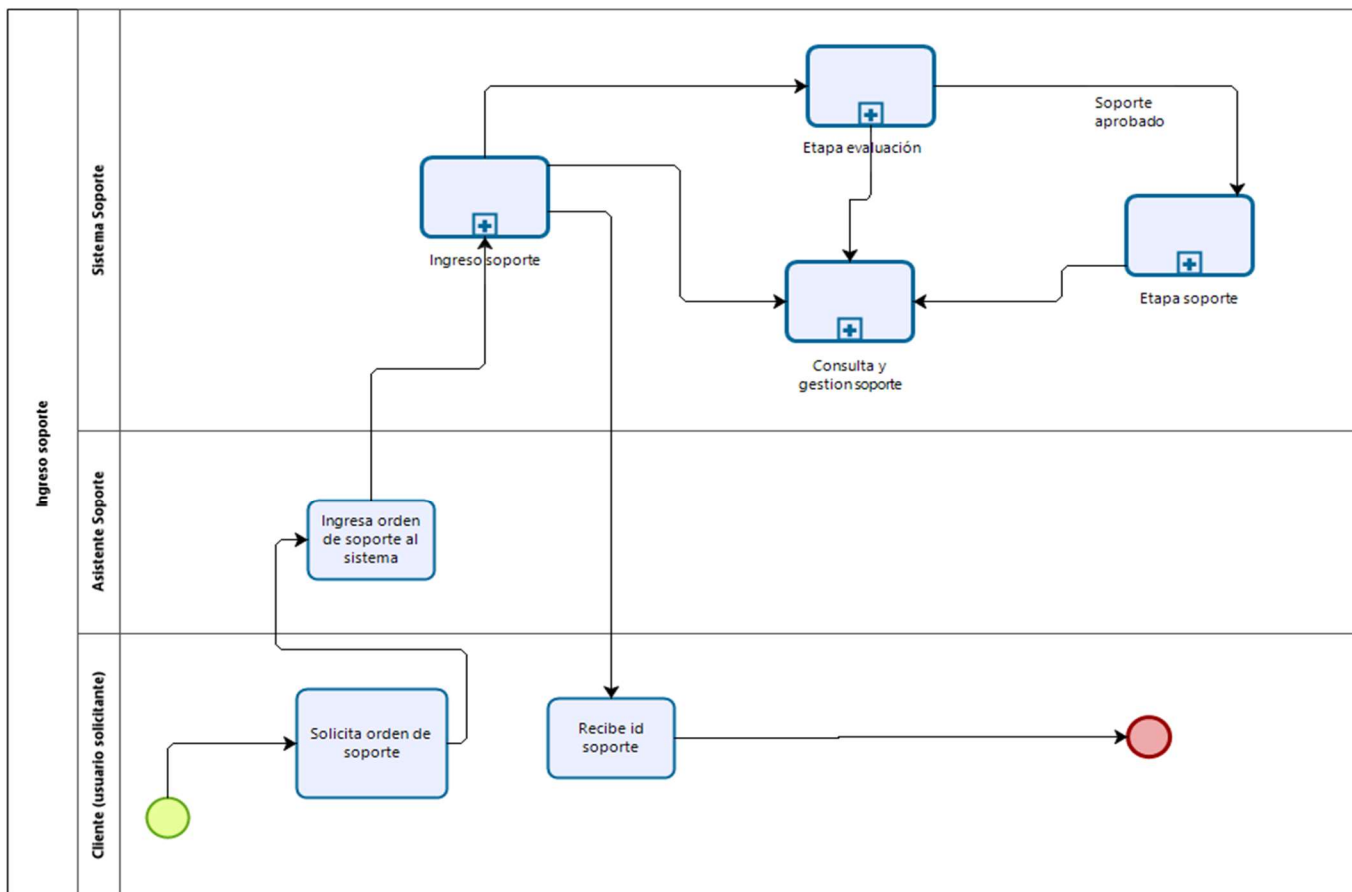 Ingreso soporte
Sistema Soporte
Etapa evaluación
Soporte
aprobado
Ingreso soporte
Etapa soporte
Consulta y
gestion soporte
Asistente Soporte
Ingresa orden
de soporte al
sistema
Cliente (usuario solicitante)
Solicita orden de
soporte
Recibe id
soporte